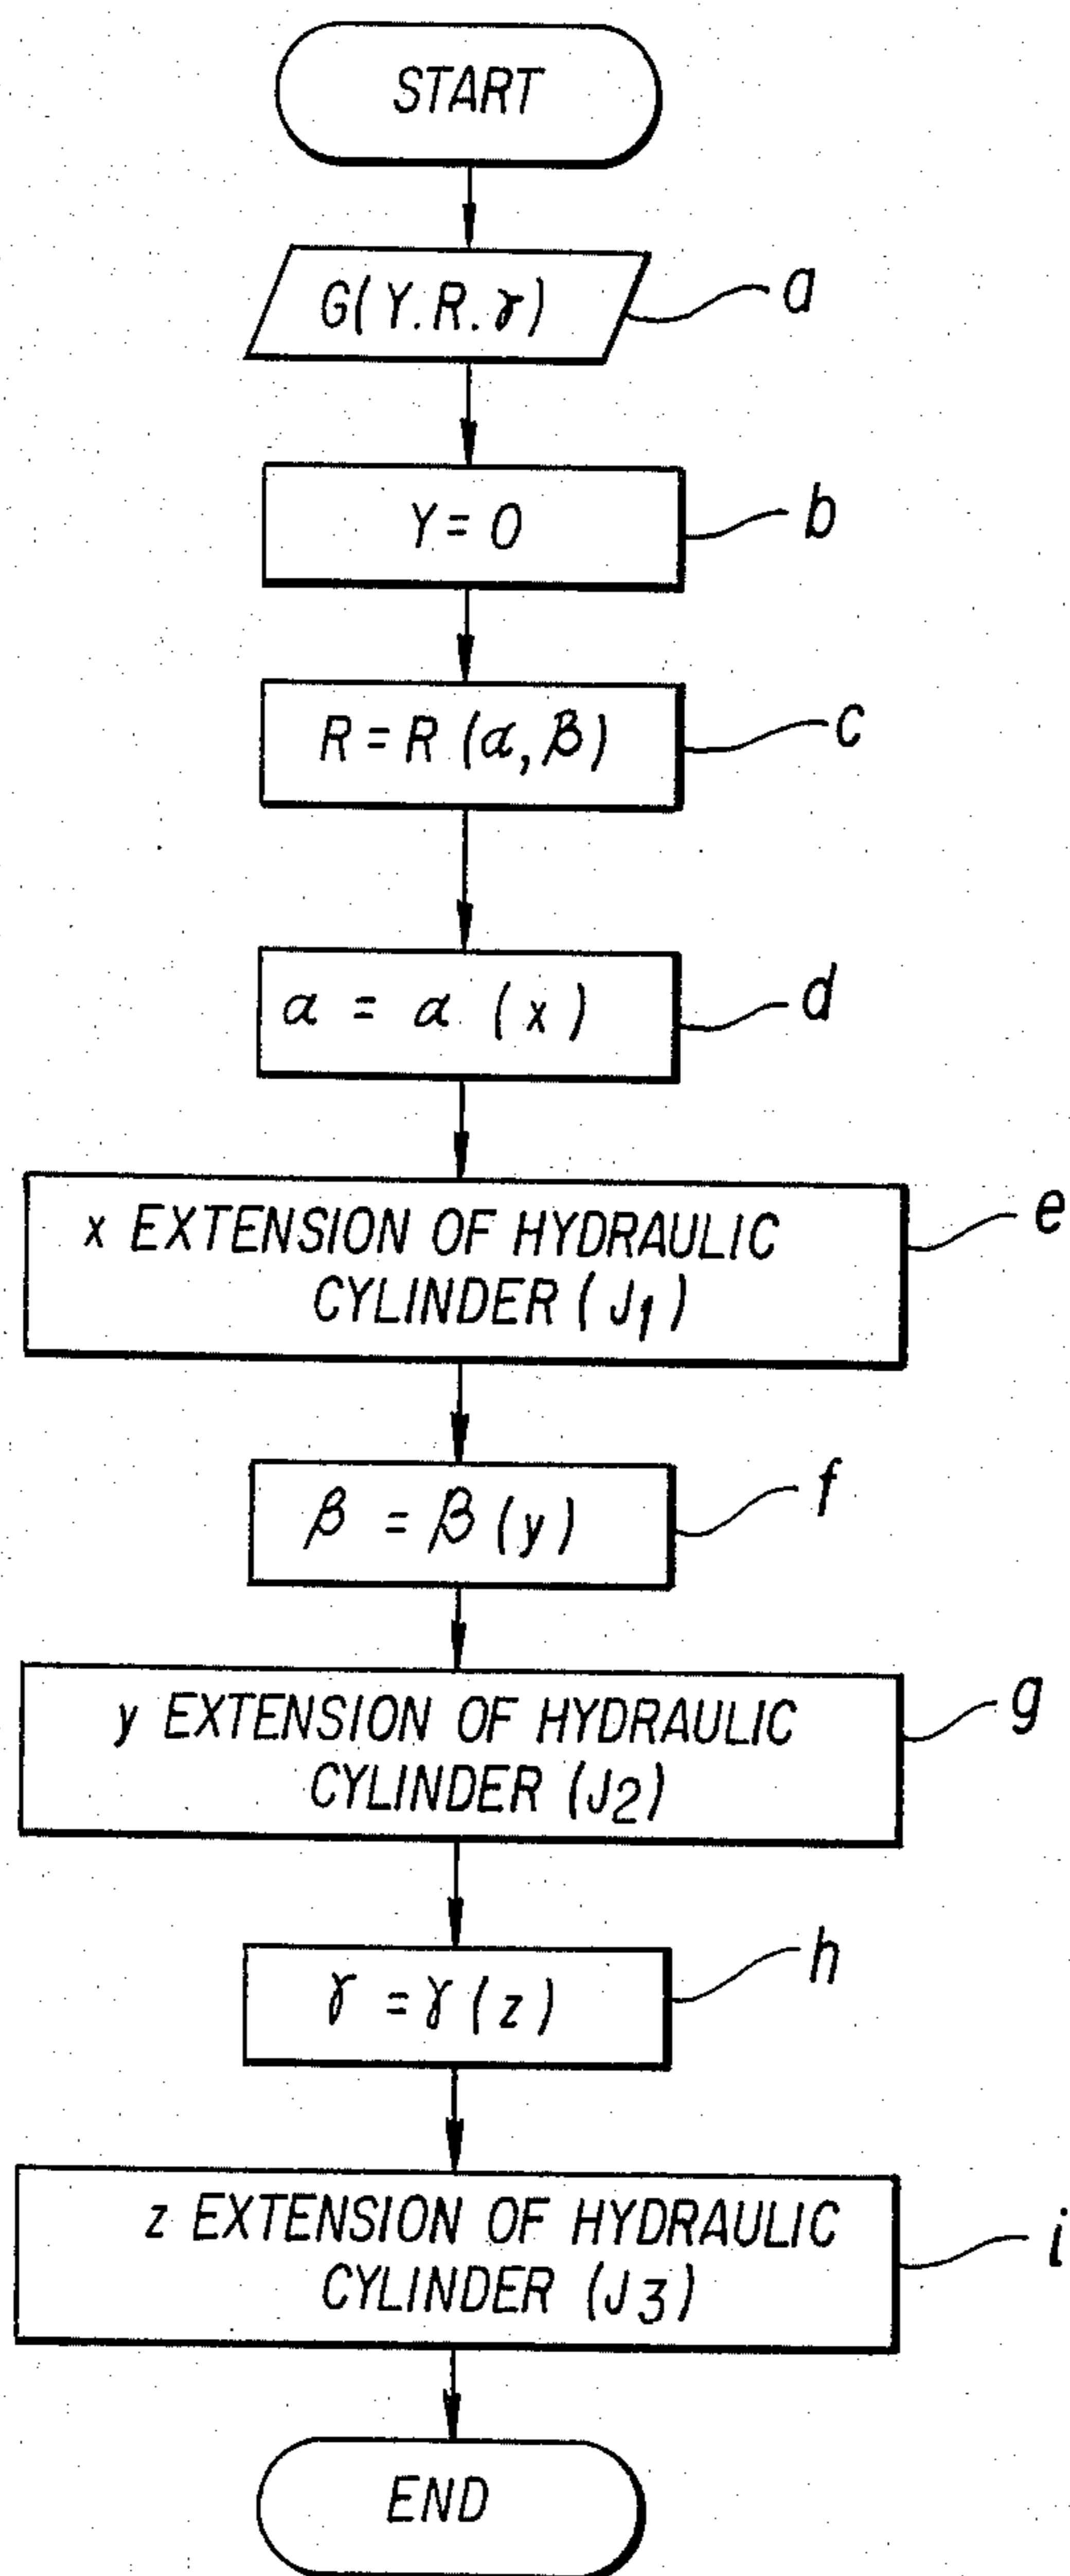 START
G(Y.R.γ)
a
Y=0
b
R=R(α,β)
c
α = α (x)
d
x EXTENSION OF HYDRAULIC
CYLINDER (J1)
e
β = β(y)
f
y EXTENSION OF HYDRAULIC
CYLINDER (J2)
g
γ = γ(z)
h
z EXTENSION OF HYDRAULIC
CYLINDER (J3)
i
END